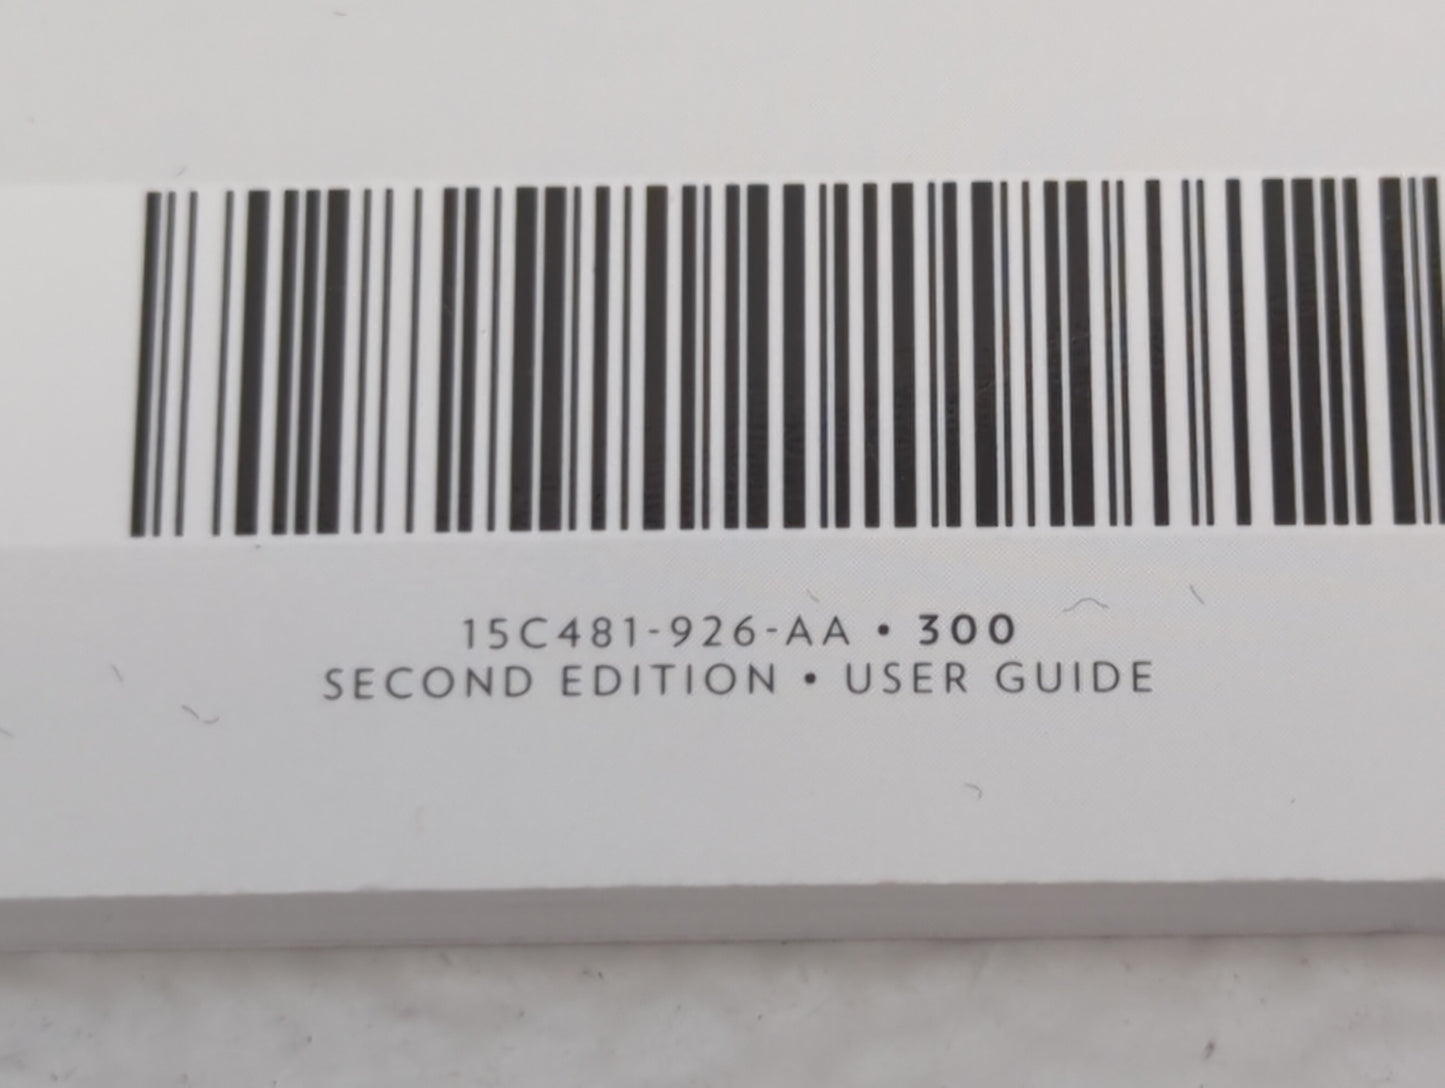 15C481-926-AA • 300
SECOND EDITION • USER GUIDE